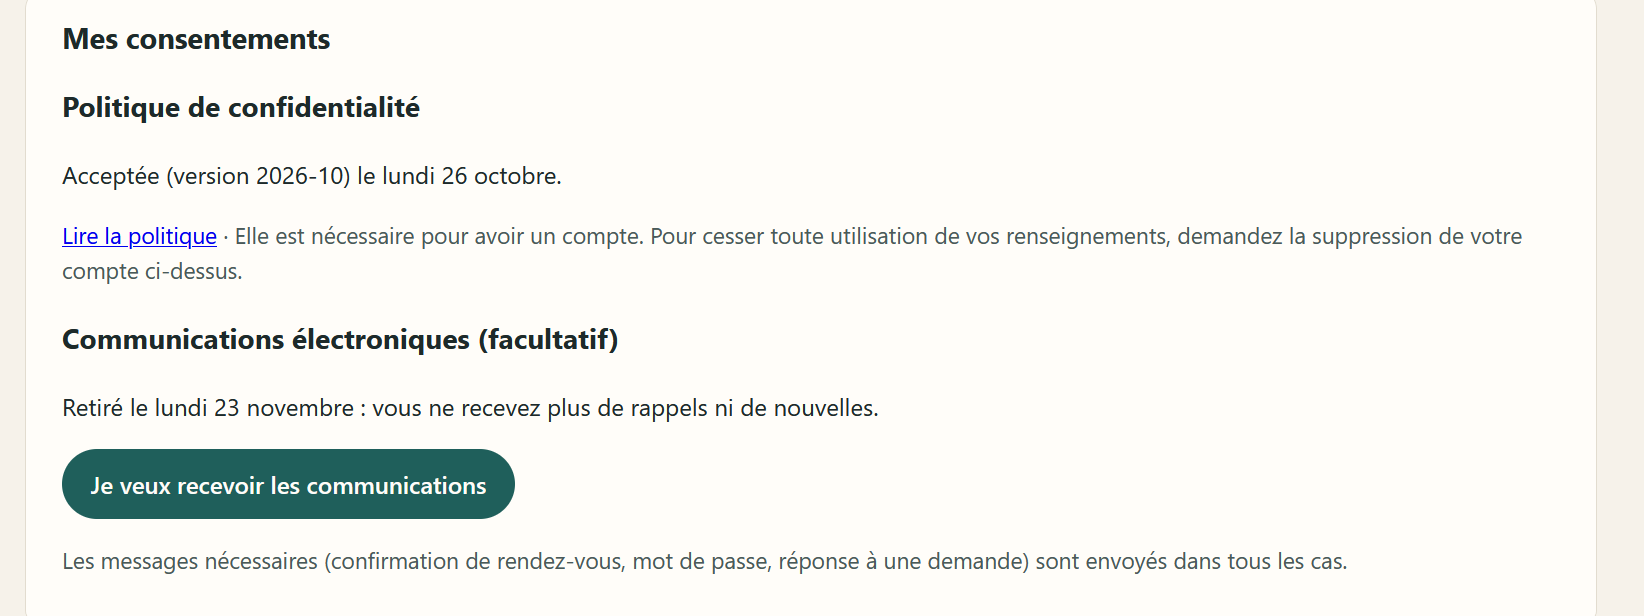 Mes consentements
Politique de confidentialité
Acceptée (version 2026-10) le lundi 26 octobre.
Lire la politique · Elle est nécessaire pour avoir un compte. Pour cesser toute utilisation de vos renseignements, demandez la suppression de votre
compte ci-dessus.
Communications électroniques (facultatif)
Retiré le lundi 23 novembre : vous ne recevez plus de rappels ni de nouvelles.
Je veux recevoir les communications
Les messages nécessaires (confirmation de rendez-vous, mot de passe, réponse à une demande) sont envoyés dans tous les cas.